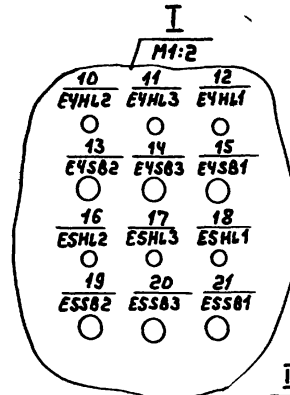 I
M1:2
10 11 12
E4HL2 E4HL3 E4HL1
13 14 15
E4SB2 E4SB3 E4SB1
16 17 18
E5HL2 E5HL3 E5HL1
19 20 21
E5SB2 E5SB3 E5SB1